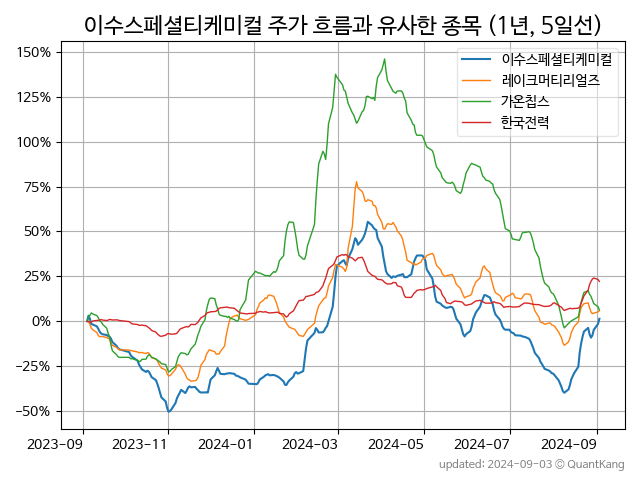 이수스페셜티케미컬 주가 흐름과 유사한 종목 (1년, 5일선)
이수스페셜티케미컬
레이크머티리얼즈
가온칩스
한국전력
150%
125%
100%
75%
50%
25%
0%
−25%
−50%
2023-09 2023-11 2024-01 2024-03 2024-05 2024-07 2024-09
updated: 2024-09-03 © QuantKang